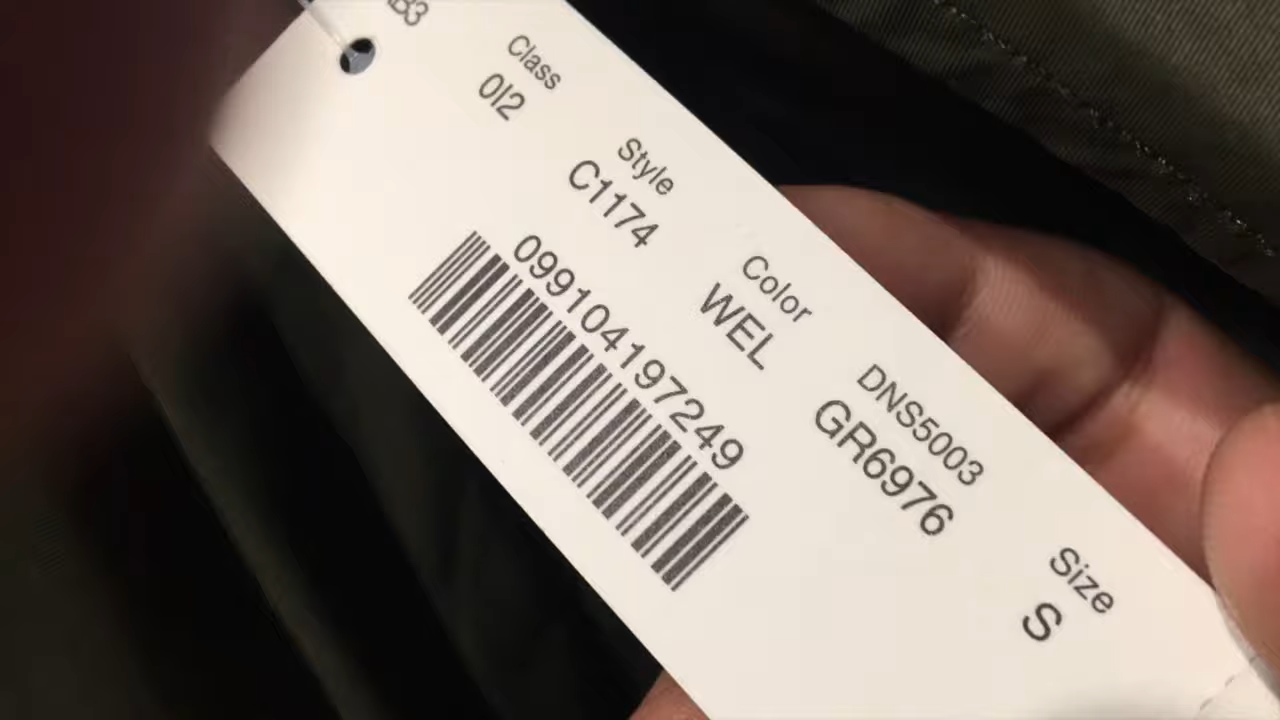 Class
0I2
Style
C1174
Color
WEL
DNS5003
GR6976
Size
S
099104197249